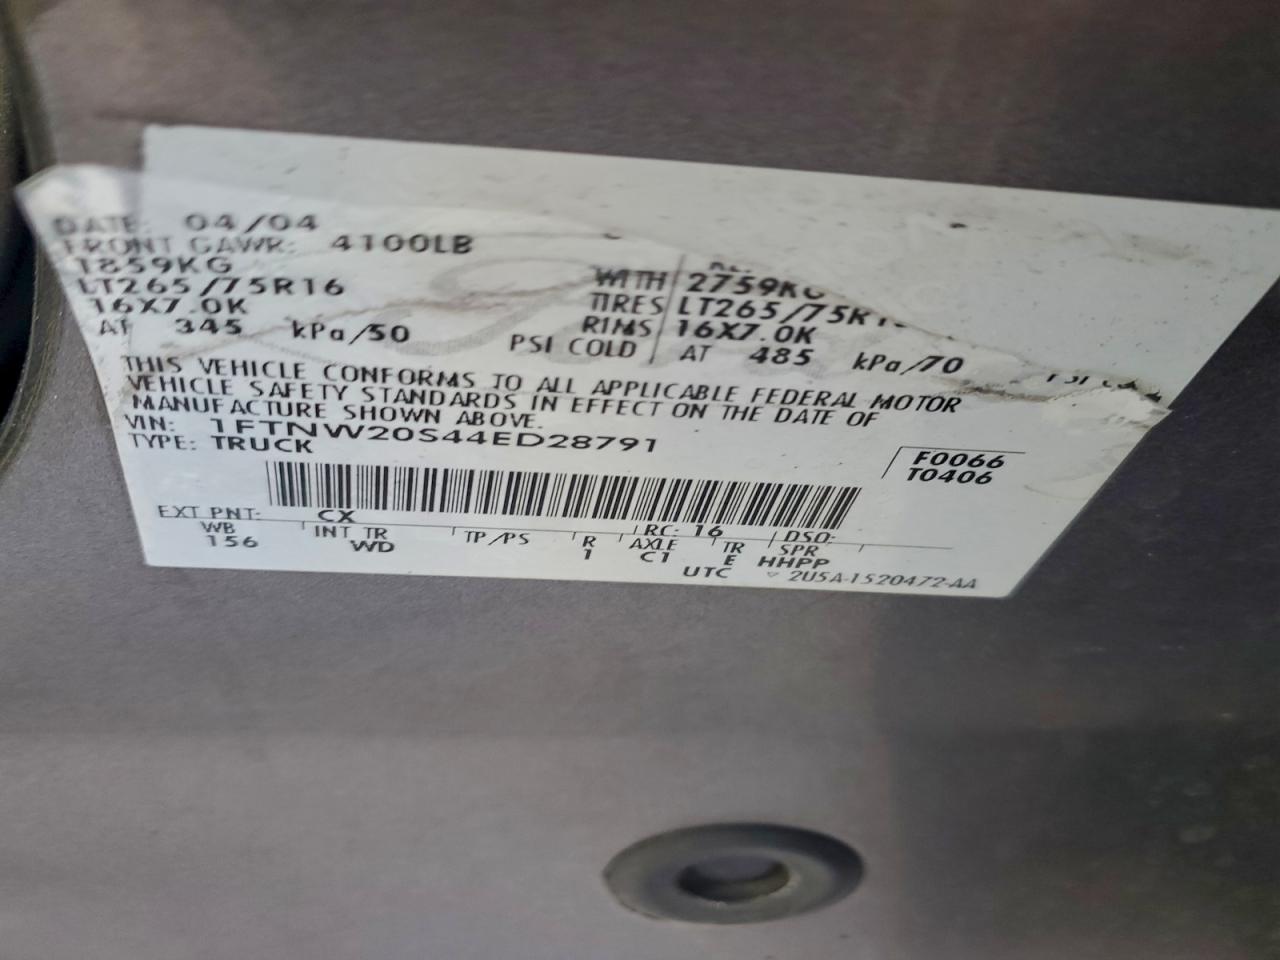 DATE: 04/04
FRONT GAWR: 4100LB
1859KG WITH 2759KG
LT265/75R16 TIRES LT265/75R1
16X7.0K RIMS 16X7.0K
AT 345 kPa/50 PSI COLD AT 485 kPa/70
THIS VEHICLE CONFORMS TO ALL APPLICABLE FEDERAL MOTOR
VEHICLE SAFETY STANDARDS IN EFFECT ON THE DATE OF
MANUFACTURE SHOWN ABOVE.
VIN: 1FTNW20S44ED28791
TYPE: TRUCK
F0066
T0406
EXT PNT: CX RC: 16 DSO:
WB INT TR TP/PS R AXLE TR SPR
156 WD 1 C1 E HHPP
UTC 2U5A-1520472-AA